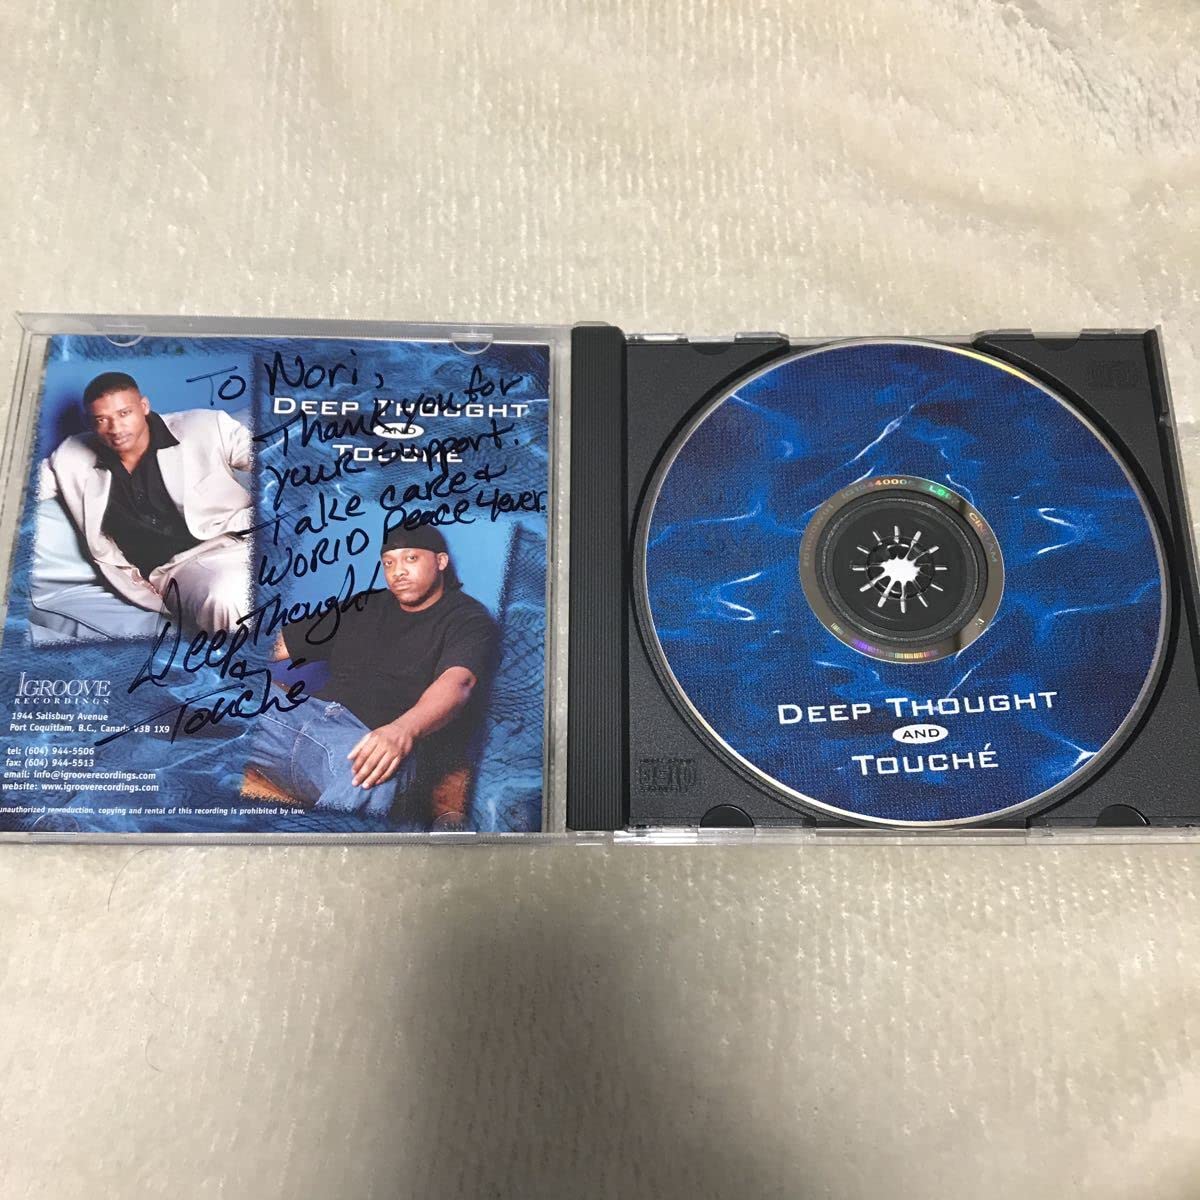 To Nori,
Thank you for
your support.
Take care &
WORLD Peace 4ever.
Deep Thought
&
Touché
DEEP THOUGHT
AND
TOUCHÉ
IGROOVE
RECORDINGS
1944 Salisbury Avenue
Port Coquitlam, B.C., Canada V3B 1X9
tel: (604) 944-5506
fax: (604) 944-5513
email: info@igrooverecordings.com
website: www.igrooverecordings.com
unauthorized reproduction, copying and rental of this recording is prohibited by law.
DEEP THOUGHT
AND
TOUCHÉ